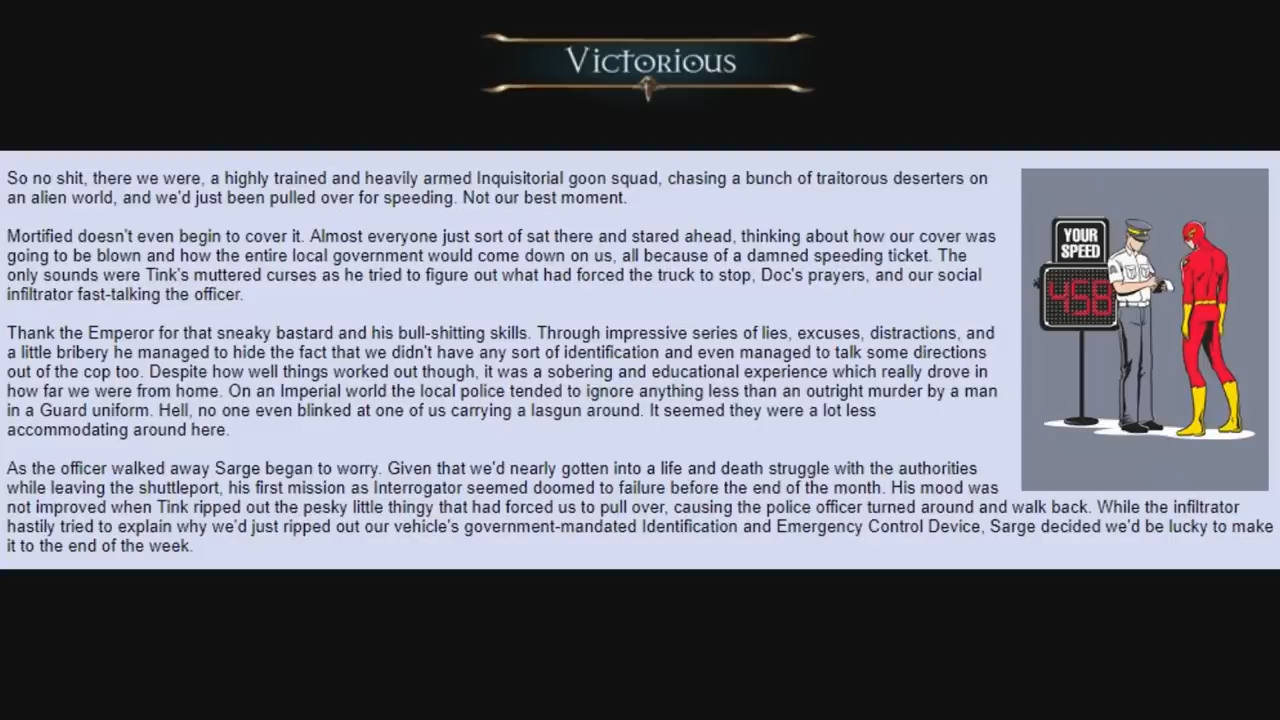 Victorious
So no shit, there we were, a highly trained and heavily armed Inquisitorial goon squad, chasing a bunch of traitorous deserters on
an alien world, and we'd just been pulled over for speeding. Not our best moment.
Mortified doesn't even begin to cover it. Almost everyone just sort of sat there and stared ahead, thinking about how our cover was
going to be blown and how the entire local government would come down on us, all because of a damned speeding ticket. The
only sounds were Tink's muttered curses as he tried to figure out what had forced the truck to stop, Doc's prayers, and our social
infiltrator fast-talking the officer.
Thank the Emperor for that sneaky bastard and his bull-shitting skills. Through impressive series of lies, excuses, distractions, and
a little bribery he managed to hide the fact that we didn't have any sort of identification and even managed to talk some directions
out of the cop too. Despite how well things worked out though, it was a sobering and educational experience which really drove in
how far we were from home. On an Imperial world the local police tended to ignore anything less than an outright murder by a man
in a Guard uniform. Hell, no one even blinked at one of us carrying a lasgun around. It seemed they were a lot less
accommodating around here.
As the officer walked away Sarge began to worry. Given that we'd nearly gotten into a life and death struggle with the authorities
while leaving the shuttleport, his first mission as Interrogator seemed doomed to failure before the end of the month. His mood was
not improved when Tink ripped out the pesky little thingy that had forced us to pull over, causing the police officer turned around and walk back. While the infiltrator
hastily tried to explain why we'd just ripped out our vehicle's government-mandated Identification and Emergency Control Device, Sarge decided we'd be lucky to make
it to the end of the week.
YOUR
SPEED
458